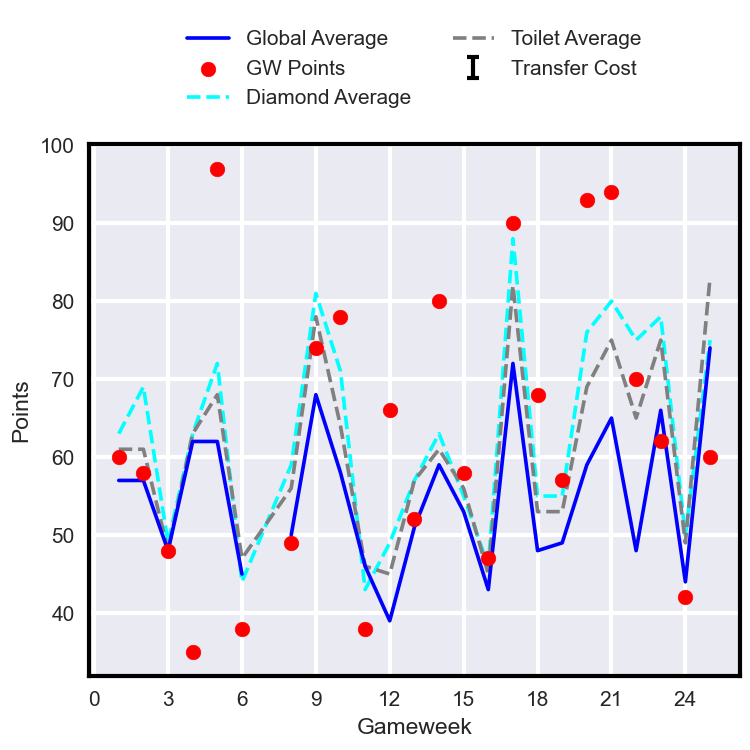 Global Average
GW Points
Diamond Average
Toilet Average
Transfer Cost
100
90
80
70
60
50
40
Points
0 3 6 9 12 15 18 21 24
Gameweek